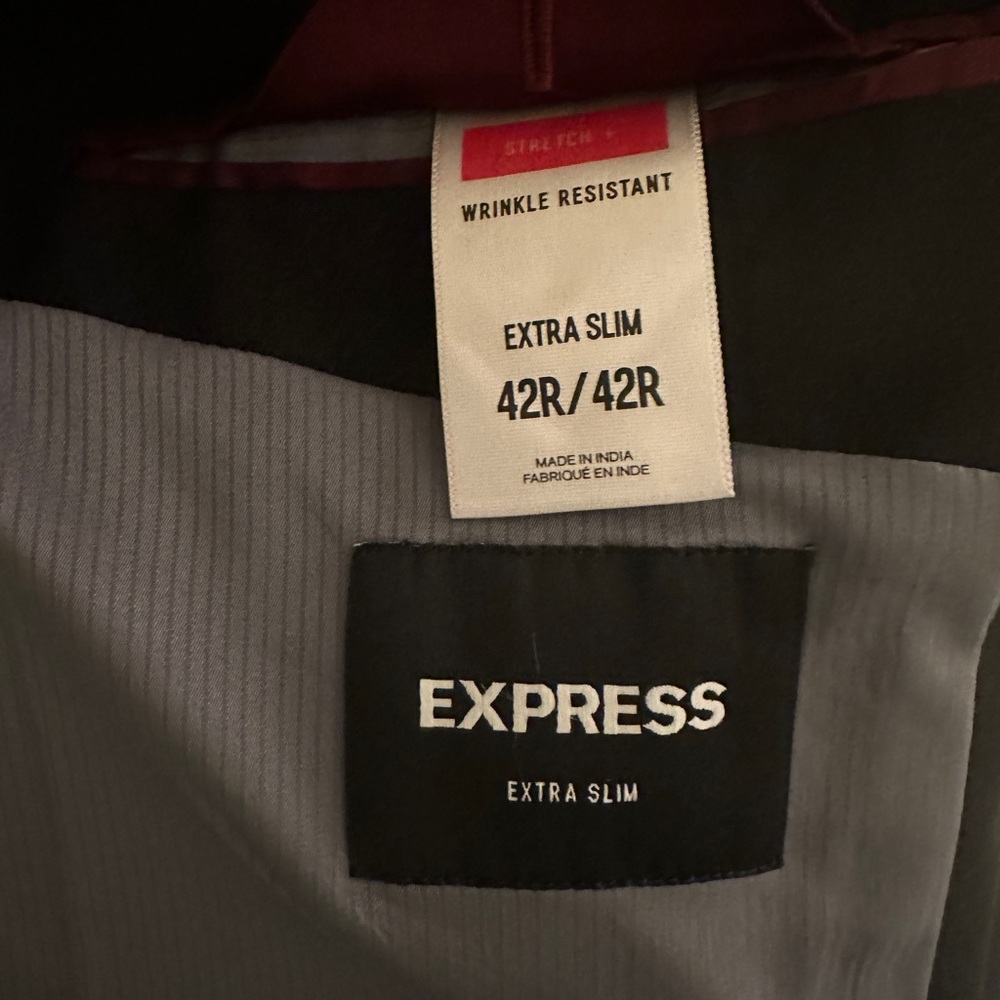 STRETCH +
WRINKLE RESISTANT
EXTRA SLIM
42R/42R
MADE IN INDIA
FABRIQUÉ EN INDE
EXPRESS
EXTRA SLIM